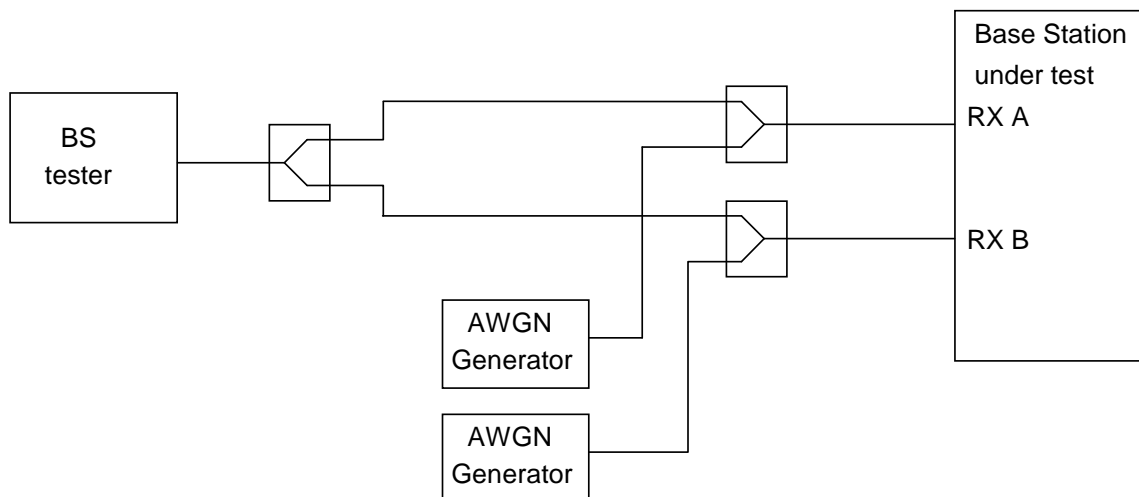 BS
tester
Base Station
under test
RX A
RX B
AWGN
Generator
AWGN
Generator